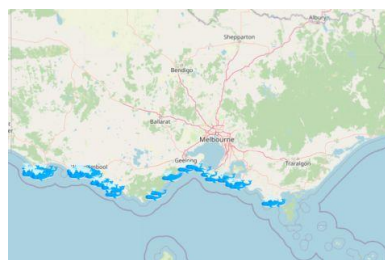 Albury
Shepparton
Bendigo
Ballarat
Melbourne
Geelong
Traralgon